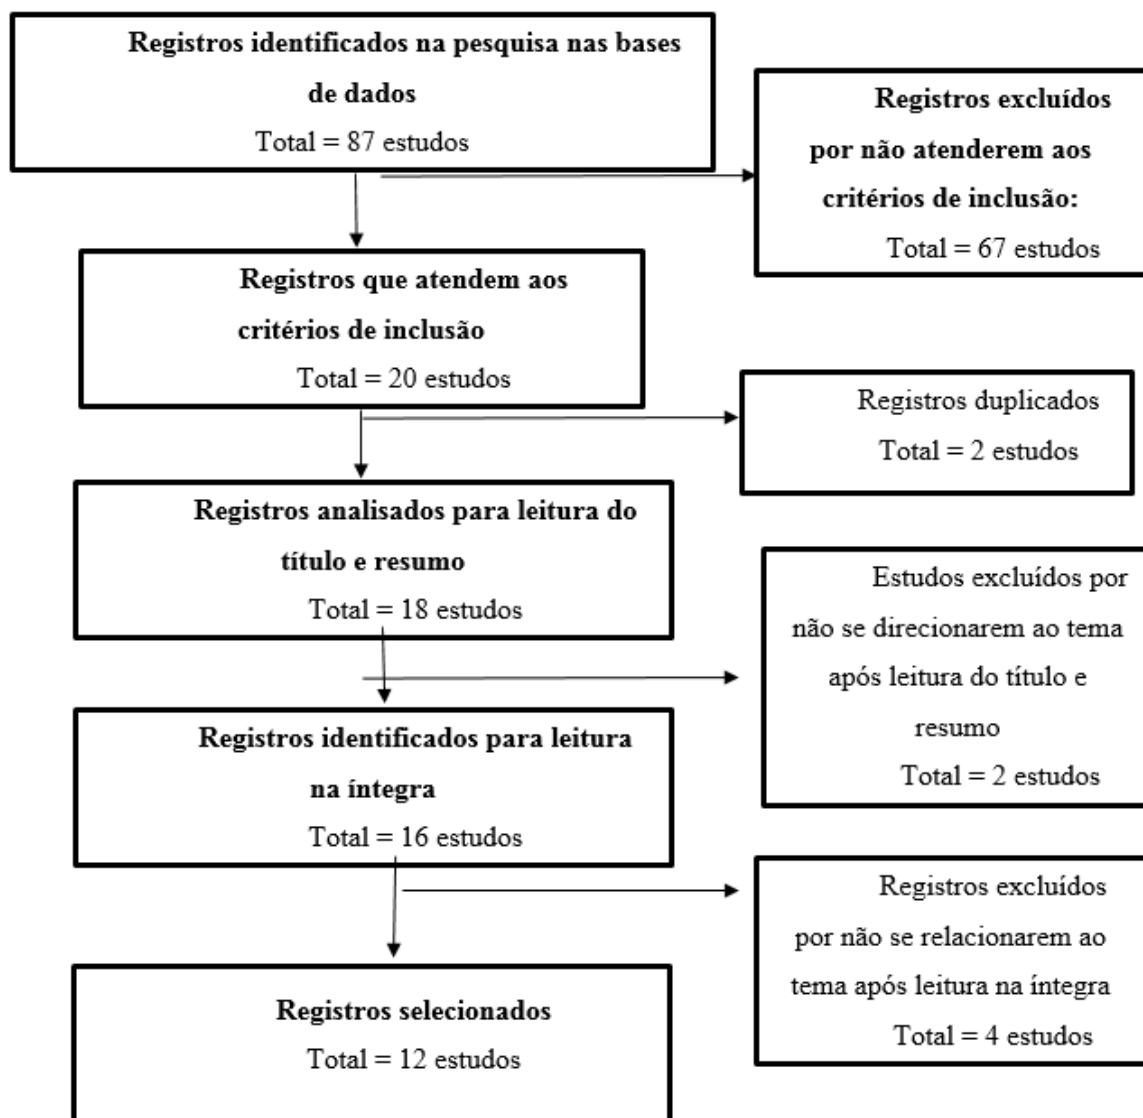 Registros identificados na pesquisa nas bases
de dados
Total = 87 estudos
Registros excluídos
por não atenderem aos
critérios de inclusão:
Total = 67 estudos
Registros que atendem aos
critérios de inclusão
Total = 20 estudos
Registros duplicados
Total = 2 estudos
Registros analisados para leitura do
título e resumo
Total = 18 estudos
Estudos excluídos por
não se direcionarem ao tema
após leitura do título e
resumo
Total = 2 estudos
Registros identificados para leitura
na íntegra
Total = 16 estudos
Registros excluídos
por não se relacionarem ao
tema após leitura na íntegra
Total = 4 estudos
Registros selecionados
Total = 12 estudos